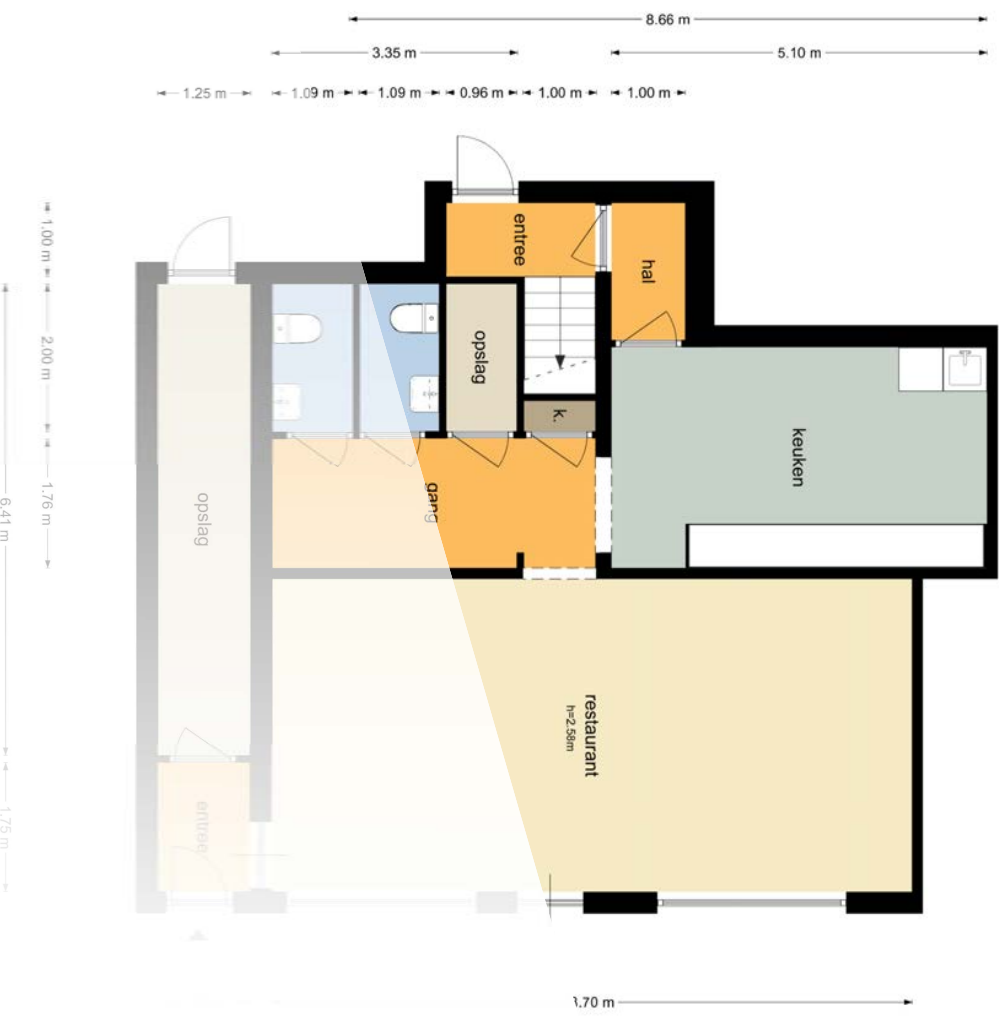 8.66 m
3.35 m
5.10 m
1.25 m
1.09 m
1.09 m
0.96 m
1.00 m
1.00 m
1.00 m
2.00 m
1.76 m
6.41 m
1.75 m
entree
hal
opslag
k.
keuken
gang
opslag
restaurant
h=2.58m
entree
.70 m